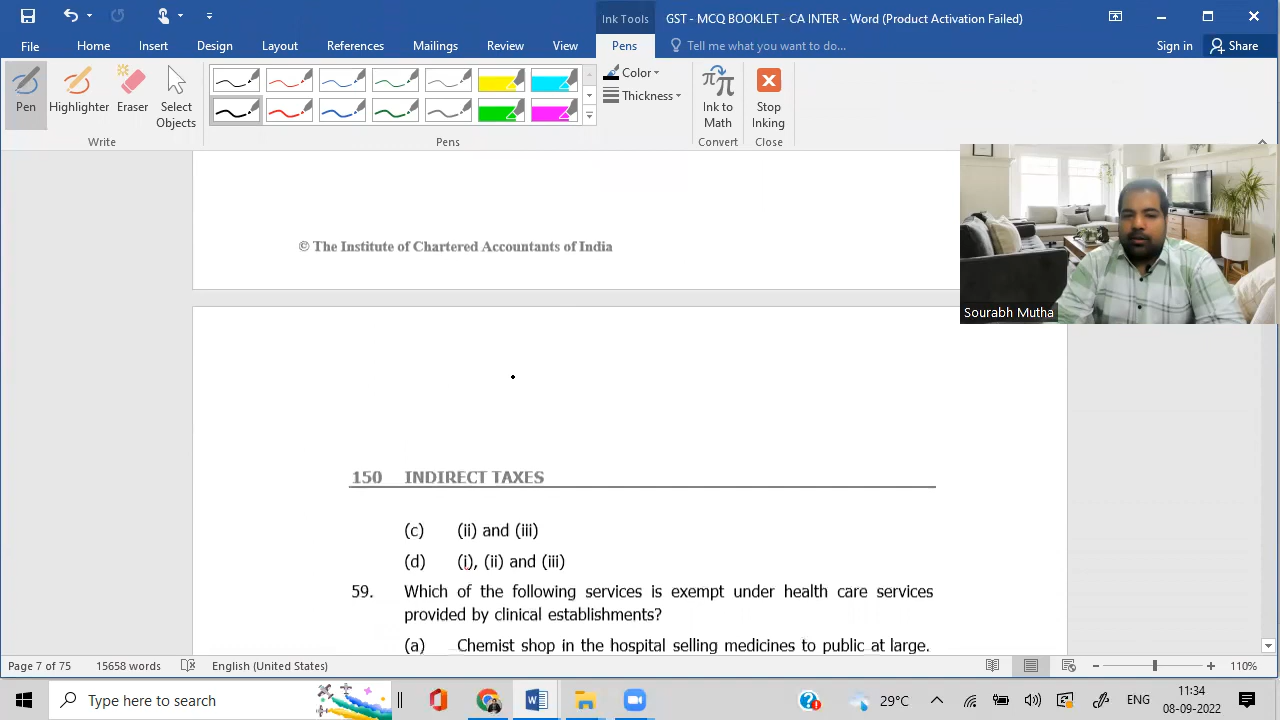 Ink Tools
GST - MCQ BOOKLET - CA INTER - Word (Product Activation Failed)
File Home Insert Design Layout References Mailings Review View Pens Tell me what you want to do... Sign in Share
Pen Highlighter Eraser Select Objects
Color
Thickness
Ink to Math
Stop Inking
Write Pens Convert Close
© The Institute of Chartered Accountants of India
Sourabh Mutha
150 INDIRECT TAXES
(c) (ii) and (iii)
(d) (i), (ii) and (iii)
59. Which of the following services is exempt under health care services
provided by clinical establishments?
(a) Chemist shop in the hospital selling medicines to public at large.
Page 7 of 75 15658 words English (United States) 110%
Type here to search 29°C ENG 11:34
08-09-2022